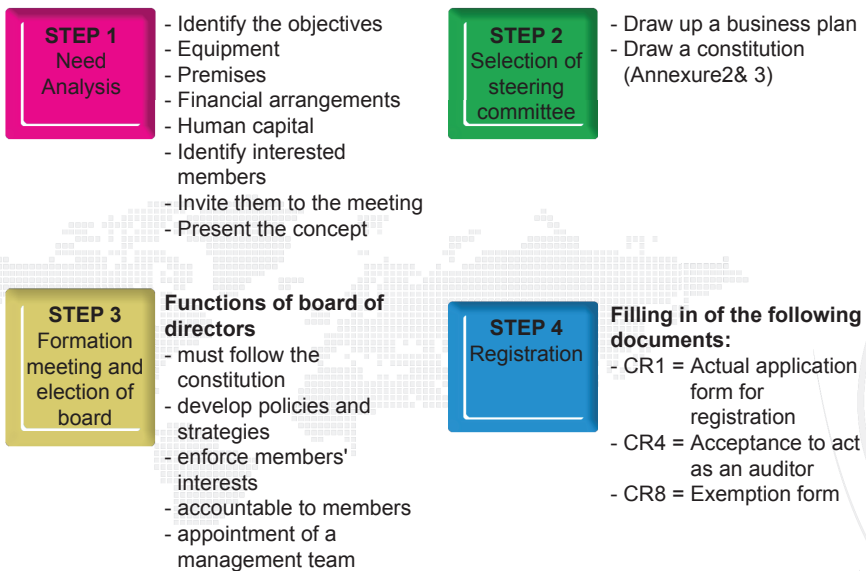 STEP 1
Need
Analysis
- Identify the objectives
- Equipment
- Premises
- Financial arrangements
- Human capital
- Identify interested
members
- Invite them to the meeting
- Present the concept
STEP 2
Selection of
steering
committee
- Draw up a business plan
- Draw a constitution
(Annexure2& 3)
STEP 3
Formation
meeting and
election of
board
Functions of board of
directors
- must follow the
constitution
- develop policies and
strategies
- enforce members'
interests
- accountable to members
- appointment of a
management team
STEP 4
Registration
Filling in of the following
documents:
- CR1 = Actual application
form for
registration
- CR4 = Acceptance to act
as an auditor
- CR8 = Exemption form